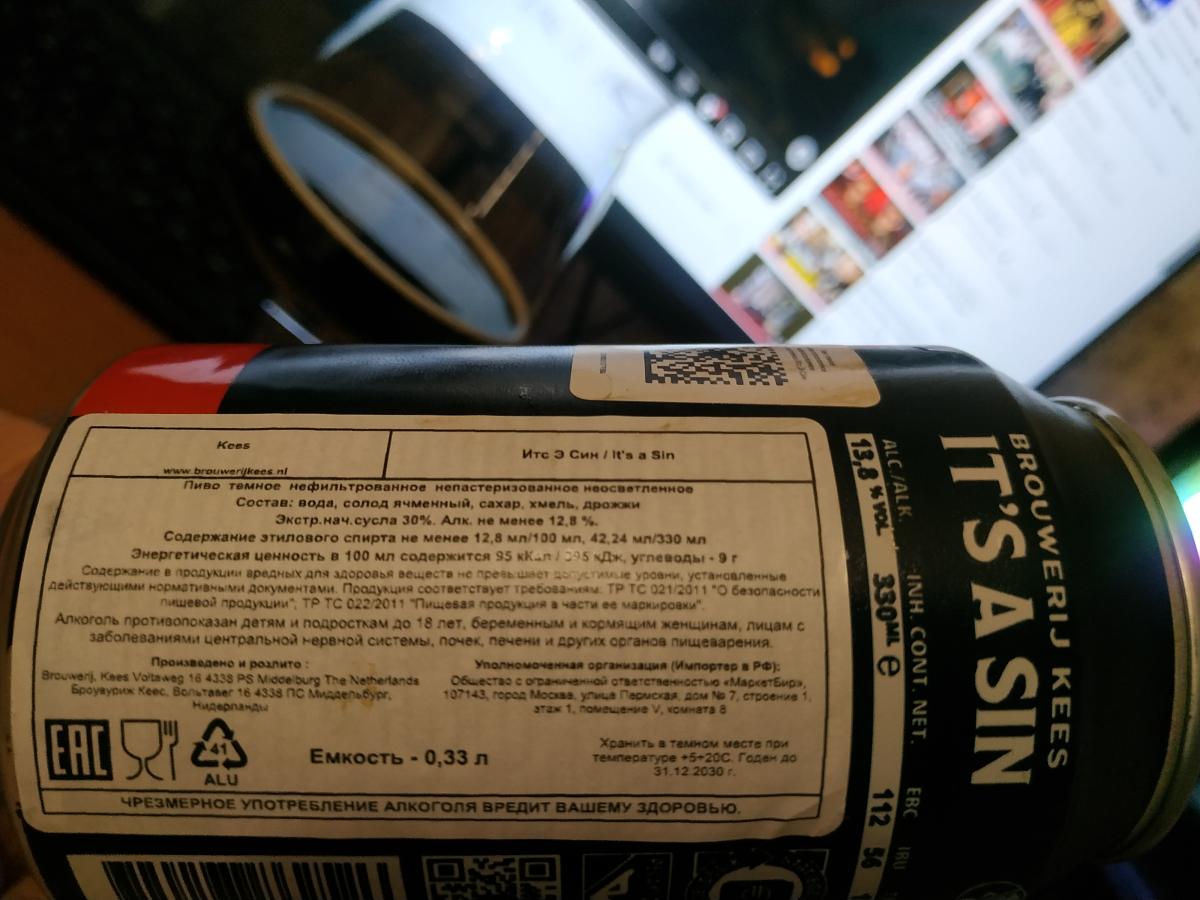 Kees
www.brouwerijkees.nl
Итс Э Син / It's a Sin
Пиво темное нефильтрованное непастеризованное неосветленное
Состав: вода, солод ячменный, сахар, хмель, дрожжи
Экстр.нач.сусла 30%. Алк. не менее 12,8 %.
Содержание этилового спирта не менее 12,8 мл/100 мл, 42,24 мл/330 мл
Энергетическая ценность в 100 мл содержится 95 кКал / 395 кДж, углеводы - 9 г
Содержание в продукции вредных для здоровья веществ не превышает допустимые уровни, установленные
действующими нормативными документами. Продукция соответствует требованиям: ТР ТС 021/2011 "О безопасности
пищевой продукции"; ТР ТС 022/2011 "Пищевая продукция в части ее маркировки".
Алкоголь противопоказан детям и подросткам до 18 лет, беременным и кормящим женщинам, лицам с
заболеваниями центральной нервной системы, почек, печени и других органов пищеварения.
Произведено и розлито :
Brouwerij, Kees Voltaweg 16 4338 PS Middelburg The Netherlands
Броуврийж Кеес, Вольтавег 16 4338 ПС Миддельбург,
Нидерланды
Уполномоченная организация (Импортер в РФ):
Общество с ограниченной ответственностью «МаркетБир»,
107143, город Москва, улица Пермская, дом № 7, строение 1,
этаж 1, помещение V, комната 8
EAC
41
ALU
Емкость - 0,33 л
Хранить в темном месте при
температуре +5+20С. Годен до
31.12.2030 г.
ЧРЕЗМЕРНОЕ УПОТРЕБЛЕНИЕ АЛКОГОЛЯ ВРЕДИТ ВАШЕМУ ЗДОРОВЬЮ.
BROUWERIJ KEES
IT'S A SIN
ALC/ALK. INH. CONT. NET. EBC IBU
13,8 % VOL 330ML e 112 56